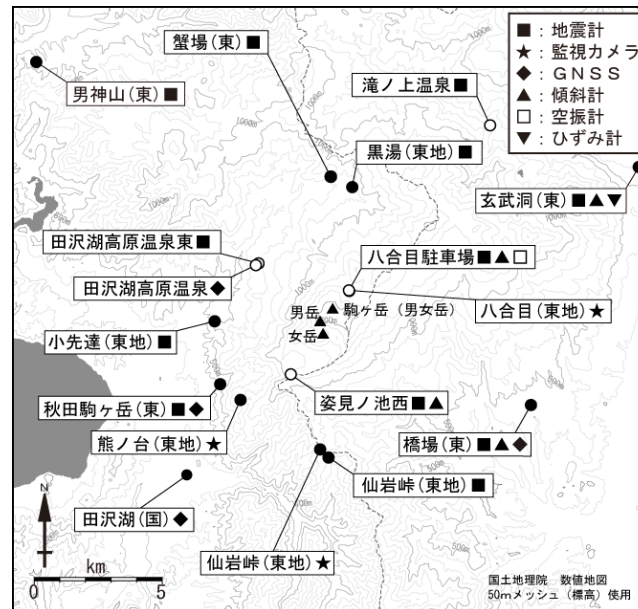 ■：地震計
★：監視カメラ
◆：ＧＮＳＳ
▲：傾斜計
□：空振計
▼：ひずみ計
蟹場(東)■
男神山(東)■
滝ノ上温泉■
黒湯(東地)■
玄武洞(東)■▲▼
田沢湖高原温泉東■
八合目駐車場■▲□
田沢湖高原温泉◆
男岳
駒ヶ岳（男女岳）
八合目(東地)★
女岳
小先達(東地)■
秋田駒ヶ岳(東)■◆
姿見ノ池西■▲
熊ノ台(東地)★
橋場(東)■▲◆
仙岩峠(東地)■
田沢湖(国)◆
仙岩峠(東地)★
N
km
0 5
国土地理院　数値地図
50mメッシュ（標高）使用
1000m
1000m
1000m
500m
500m